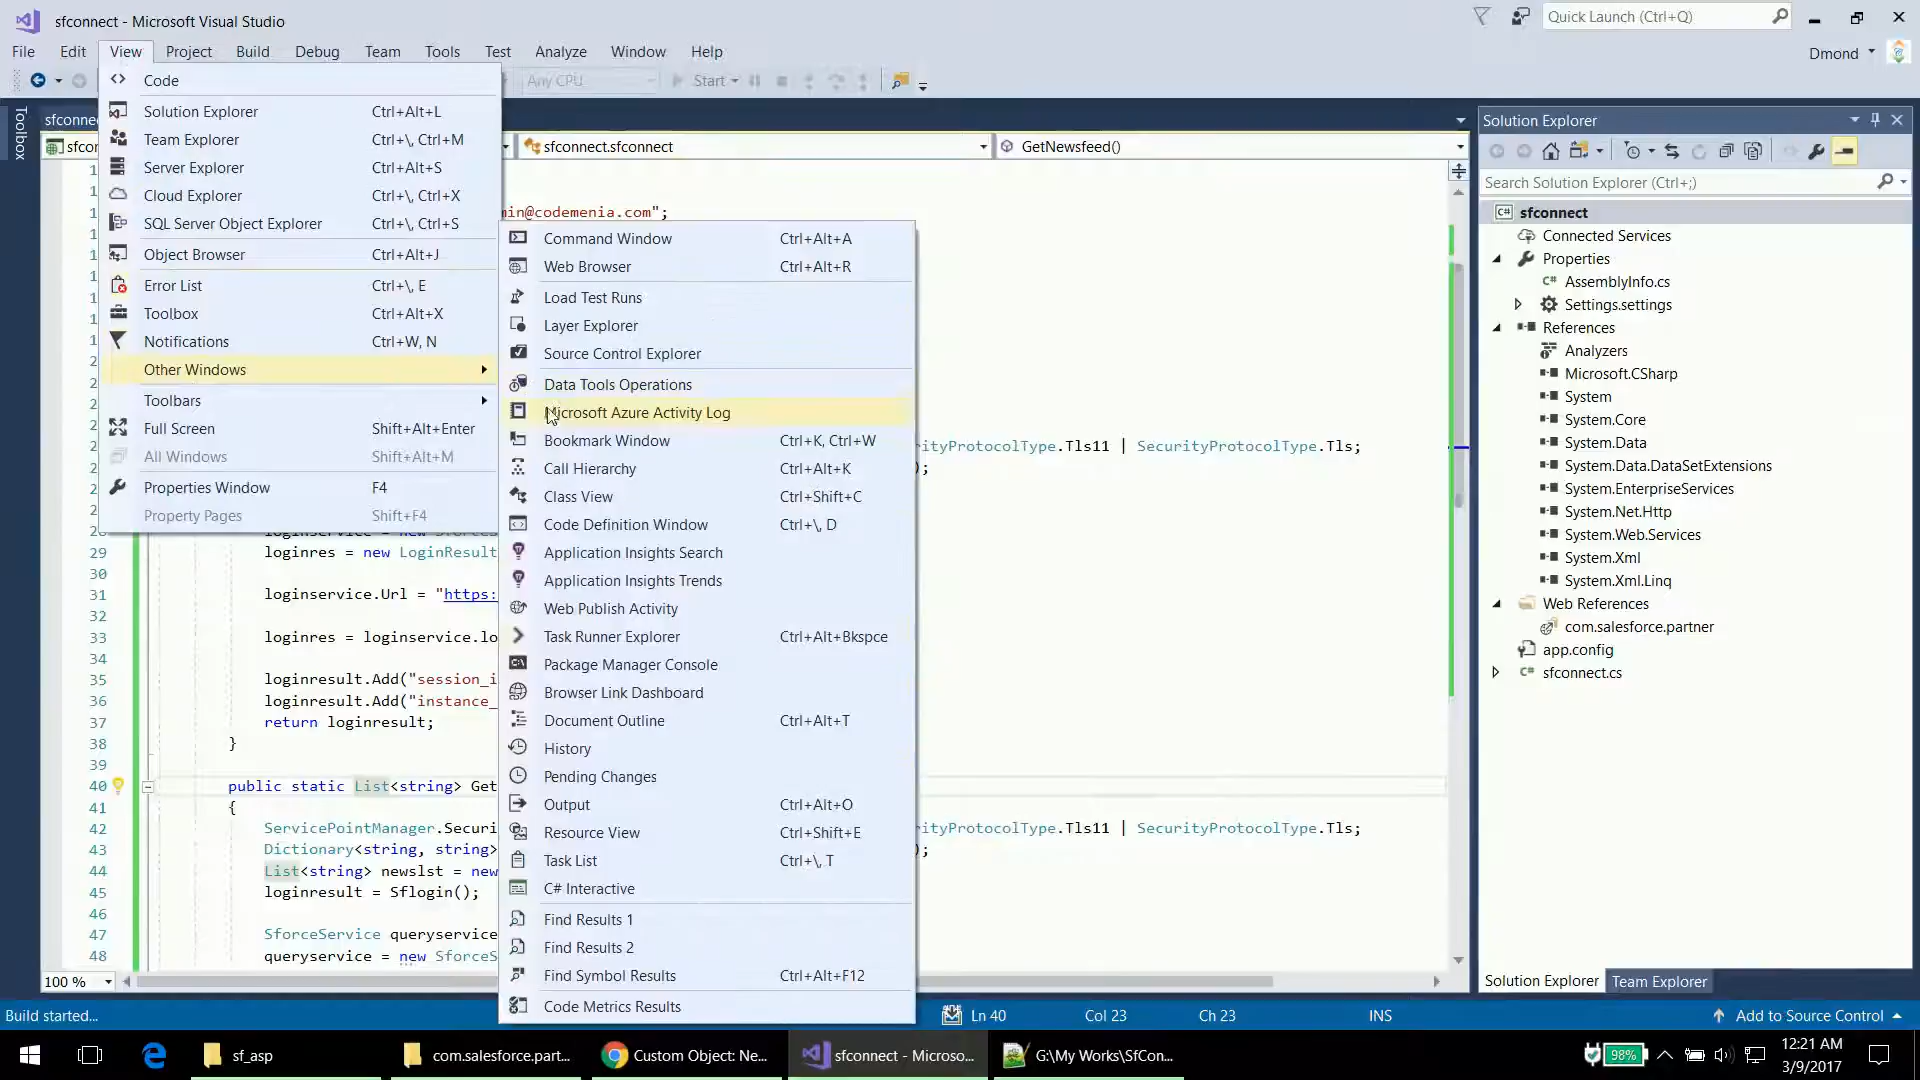 sfconnect - Microsoft Visual Studio
Quick Launch (Ctrl+Q)
File Edit View Project Build Debug Team Tools Test Analyze Window Help
Dmond
Any CPU
Start
Code
Solution Explorer Ctrl+Alt+L
Team Explorer Ctrl+\, Ctrl+M
Server Explorer Ctrl+Alt+S
Cloud Explorer Ctrl+\, Ctrl+X
SQL Server Object Explorer Ctrl+\, Ctrl+S
Object Browser Ctrl+Alt+J
Error List Ctrl+\, E
Toolbox Ctrl+Alt+X
Notifications Ctrl+W, N
Other Windows
Toolbars
Full Screen Shift+Alt+Enter
All Windows Shift+Alt+M
Properties Window F4
Property Pages Shift+F4
Toolbox
sfconne
sfcor
sfconnect.sfconnect
GetNewsfeed()
min@codemenia.com";
Command Window Ctrl+Alt+A
Web Browser Ctrl+Alt+R
Load Test Runs
Layer Explorer
Source Control Explorer
Data Tools Operations
Microsoft Azure Activity Log
Bookmark Window Ctrl+K, Ctrl+W
Call Hierarchy Ctrl+Alt+K
Class View Ctrl+Shift+C
Code Definition Window Ctrl+\, D
Application Insights Search
Application Insights Trends
Web Publish Activity
Task Runner Explorer Ctrl+Alt+Bkspce
Package Manager Console
Browser Link Dashboard
Document Outline Ctrl+Alt+T
History
Pending Changes
Output Ctrl+Alt+O
Resource View Ctrl+Shift+E
Task List Ctrl+\, T
C# Interactive
Find Results 1
Find Results 2
Find Symbol Results Ctrl+Alt+F12
Code Metrics Results
urityProtocolType.Tls11 | SecurityProtocolType.Tls;
);
29 loginres = new LoginResult
30
31 loginservice.Url = "https:
32
33 loginres = loginservice.lo
34
35 loginresult.Add("session_i
36 loginresult.Add("instance_
37 return loginresult;
38 }
39
40 public static List<string> Get
41 {
42 ServicePointManager.Securi
urityProtocolType.Tls11 | SecurityProtocolType.Tls;
43 Dictionary<string, string>
);
44 List<string> newslst = new
45 loginresult = Sflogin();
46
47 SforceService queryservice
48 queryservice = new SforceS
100 %
Solution Explorer
Search Solution Explorer (Ctrl+;)
sfconnect
Connected Services
Properties
AssemblyInfo.cs
Settings.settings
References
Analyzers
Microsoft.CSharp
System
System.Core
System.Data
System.Data.DataSetExtensions
System.EnterpriseServices
System.Net.Http
System.Web.Services
System.Xml
System.Xml.Linq
Web References
com.salesforce.partner
app.config
sfconnect.cs
Solution Explorer Team Explorer
Build started...
Ln 40 Col 23 Ch 23 INS
Add to Source Control
sf_asp
com.salesforce.part...
Custom Object: Ne...
sfconnect - Microso...
G:\My Works\SfCon...
98%
12:21 AM
3/9/2017